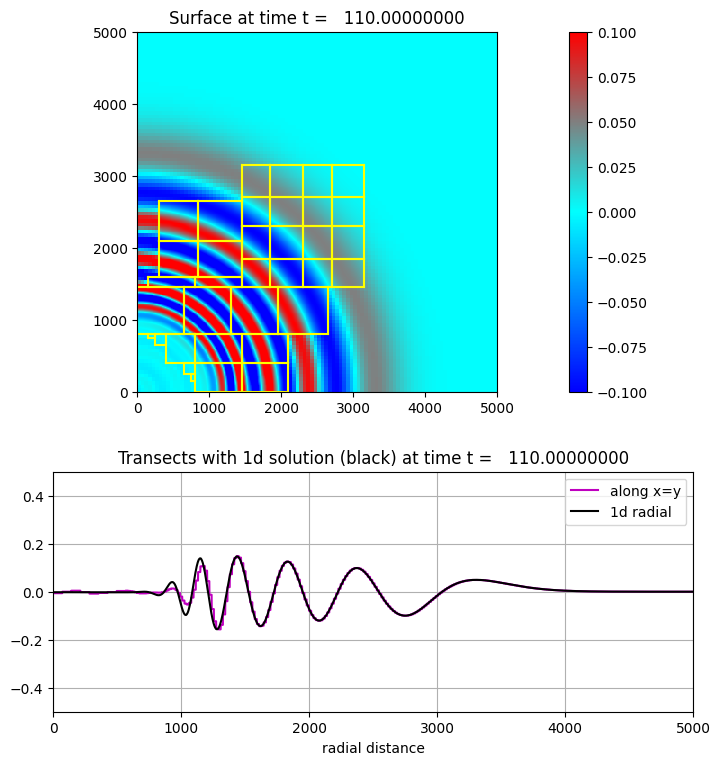 Surface at time t =   110.00000000
5000
4000
3000
2000
1000
0
0 1000 2000 3000 4000 5000
0.100
0.075
0.050
0.025
0.000
−0.025
−0.050
−0.075
−0.100
Transects with 1d solution (black) at time t =   110.00000000
0.4
0.2
0.0
−0.2
−0.4
along x=y
1d radial
0 1000 2000 3000 4000 5000
radial distance